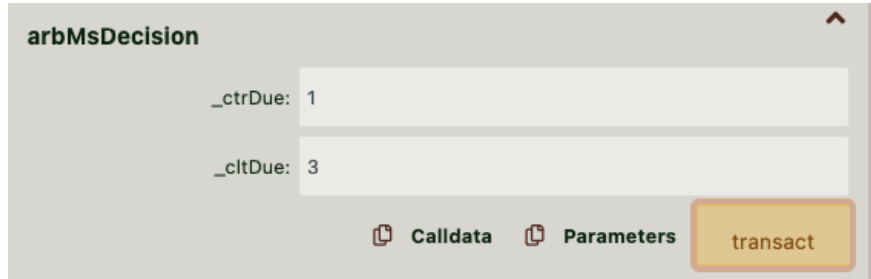 arbMsDecision
_ctrDue: 1
_cltDue: 3
Calldata Parameters transact